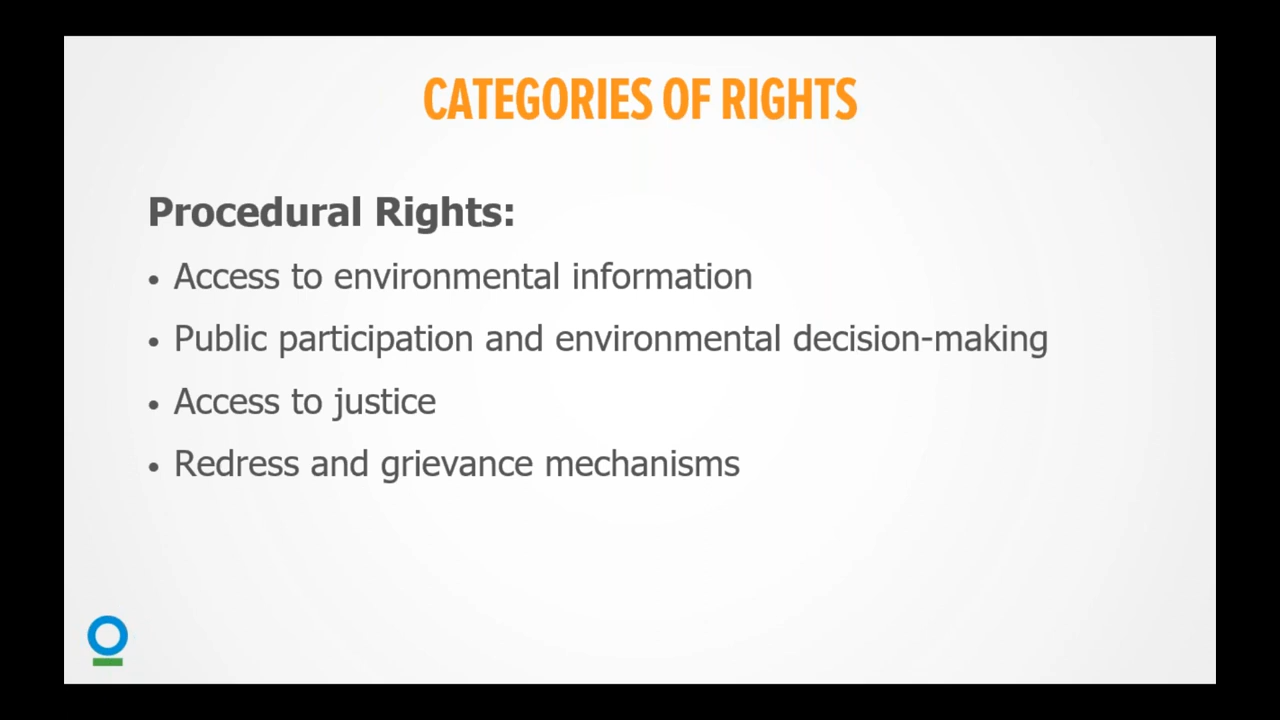 CATEGORIES OF RIGHTS
Procedural Rights:
• Access to environmental information
• Public participation and environmental decision-making
• Access to justice
• Redress and grievance mechanisms